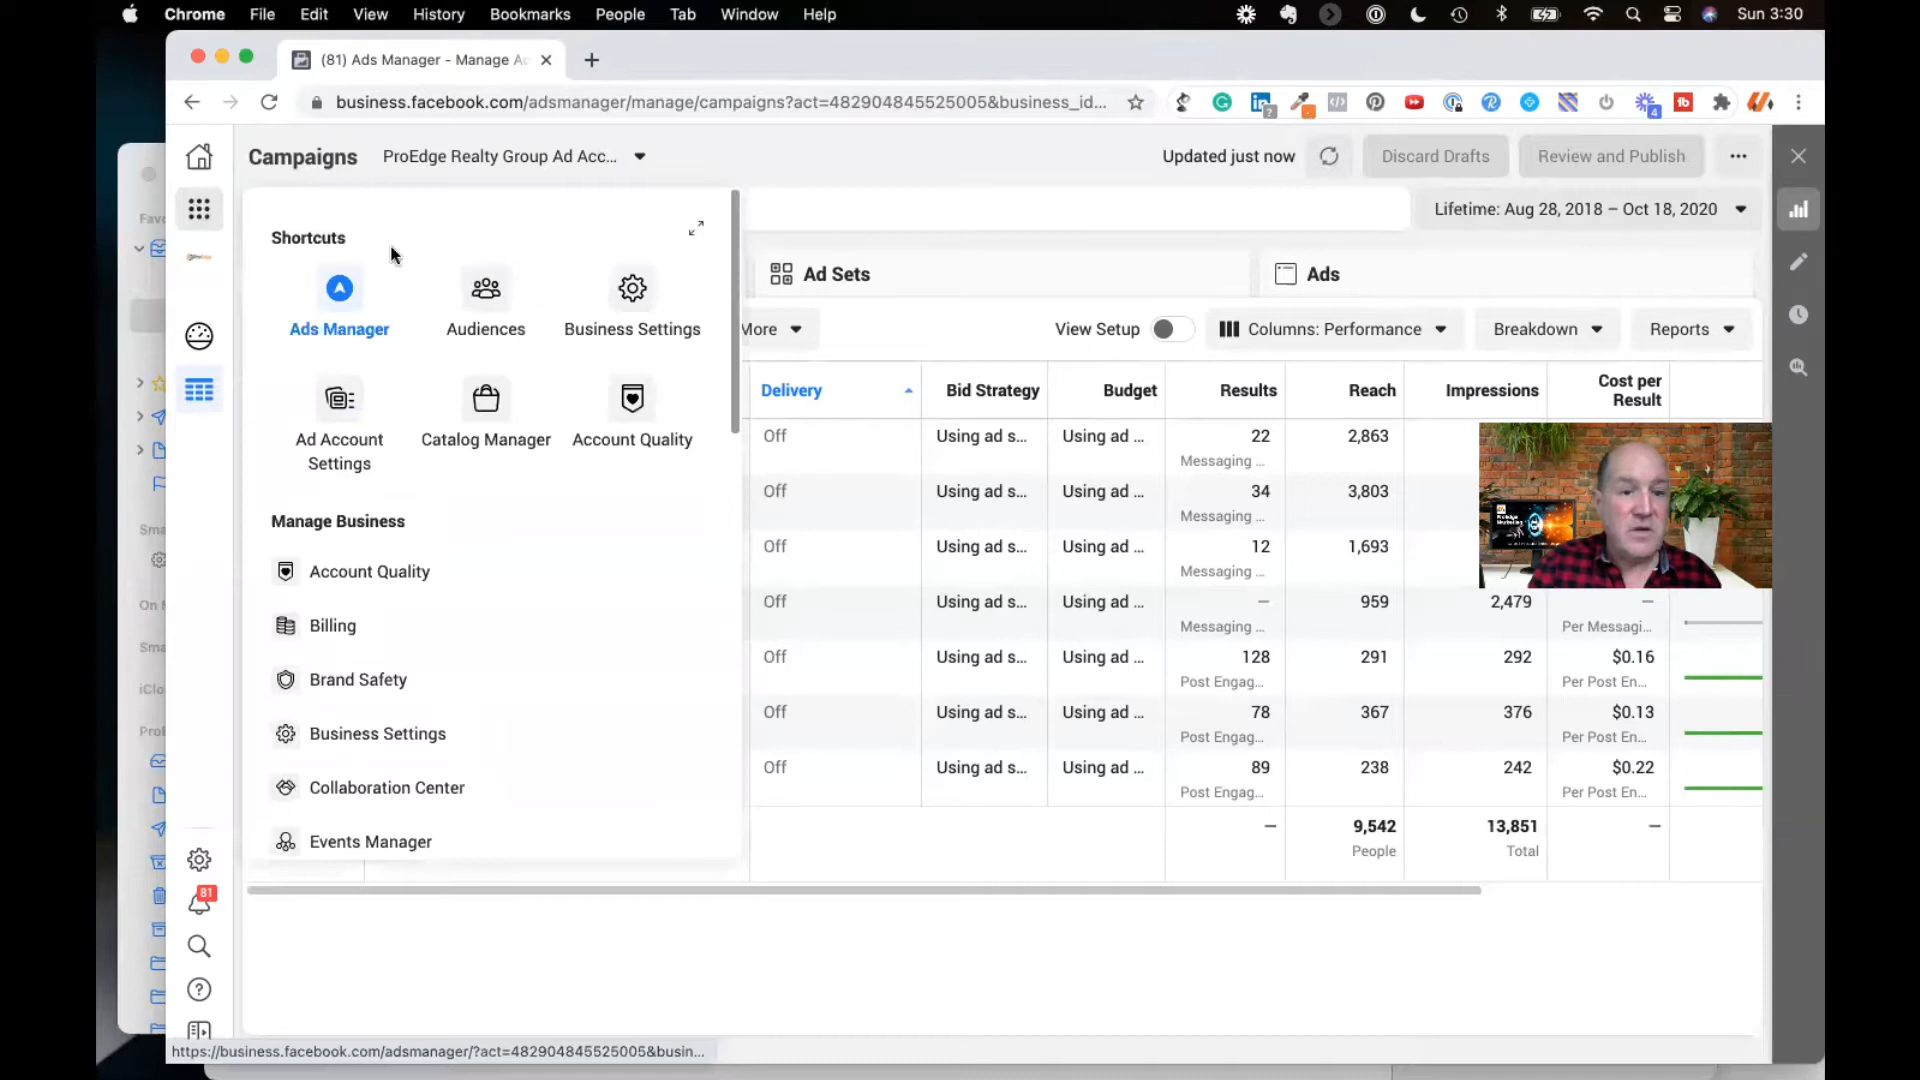 Chrome File Edit View History Bookmarks People Tab Window Help Sun 3:30
(81) Ads Manager - Manage Ad
business.facebook.com/adsmanager/manage/campaigns?act=482904845525005&business_id...
Campaigns ProEdge Realty Group Ad Acc... Updated just now Discard Drafts Review and Publish
Lifetime: Aug 28, 2018 – Oct 18, 2020
Shortcuts
Ads Manager Audiences Business Settings
Ad Account Settings Catalog Manager Account Quality
Manage Business
Account Quality
Billing
Brand Safety
Business Settings
Collaboration Center
Events Manager
Ad Sets Ads
More View Setup Columns: Performance Breakdown Reports
Delivery Bid Strategy Budget Results Reach Impressions Cost per Result
Off Using ad s... Using ad ... 22 2,863
Messaging ...
Off Using ad s... Using ad ... 34 3,803
Messaging ...
Off Using ad s... Using ad ... 12 1,693
Messaging ...
Off Using ad s... Using ad ... — 959 2,479 —
Messaging ... Per Messagi...
Off Using ad s... Using ad ... 128 291 292 $0.16
Post Engag... Per Post En...
Off Using ad s... Using ad ... 78 367 376 $0.13
Post Engag... Per Post En...
Off Using ad s... Using ad ... 89 238 242 $0.22
Post Engag... Per Post En...
— 9,542 13,851 —
People Total
81
ProEdge
Marketing
https://business.facebook.com/adsmanager/?act=482904845525005&busin...